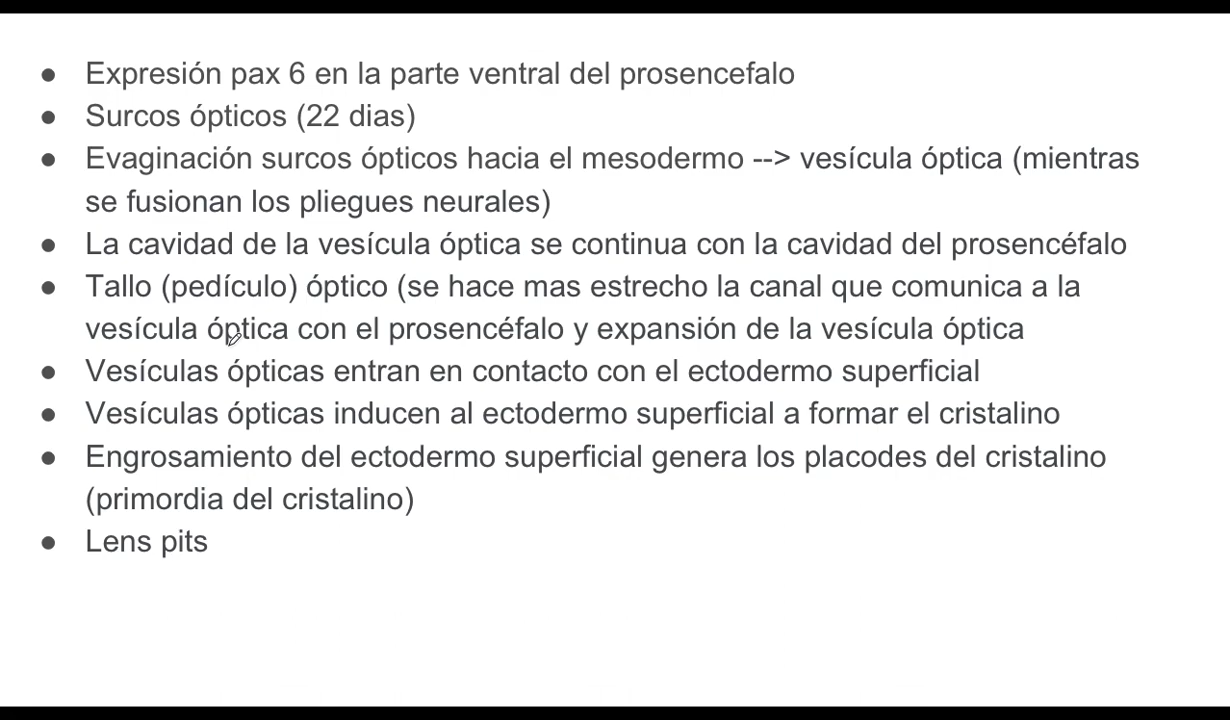 ● Expresión pax 6 en la parte ventral del prosencefalo
● Surcos ópticos (22 dias)
● Evaginación surcos ópticos hacia el mesodermo --> vesícula óptica (mientras
se fusionan los pliegues neurales)
● La cavidad de la vesícula óptica se continua con la cavidad del prosencéfalo
● Tallo (pedículo) óptico (se hace mas estrecho la canal que comunica a la
vesícula óptica con el prosencéfalo y expansión de la vesícula óptica
● Vesículas ópticas entran en contacto con el ectodermo superficial
● Vesículas ópticas inducen al ectodermo superficial a formar el cristalino
● Engrosamiento del ectodermo superficial genera los placodes del cristalino
(primordia del cristalino)
● Lens pits